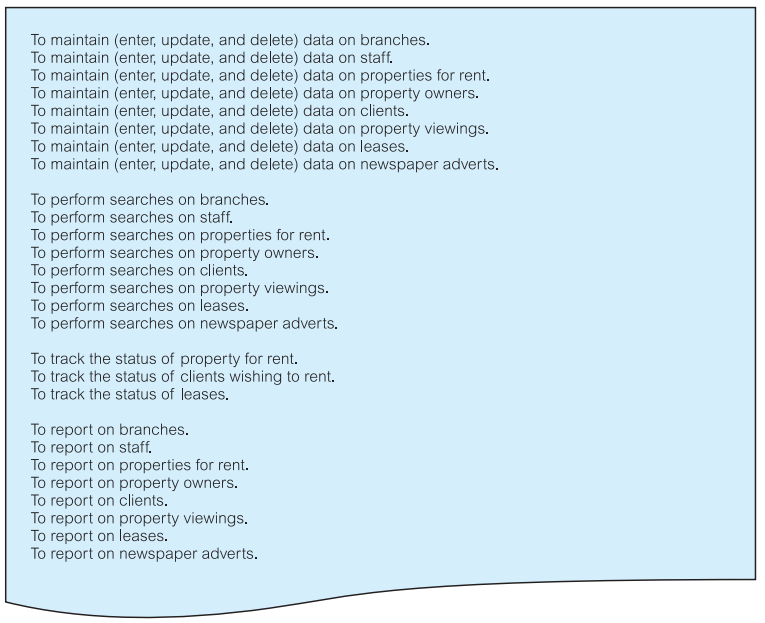 To maintain (enter, update, and delete) data on branches.
To maintain (enter, update, and delete) data on staff.
To maintain (enter, update, and delete) data on properties for rent.
To maintain (enter, update, and delete) data on property owners.
To maintain (enter, update, and delete) data on clients.
To maintain (enter, update, and delete) data on property viewings.
To maintain (enter, update, and delete) data on leases.
To maintain (enter, update, and delete) data on newspaper adverts.
To perform searches on branches.
To perform searches on staff.
To perform searches on properties for rent.
To perform searches on property owners.
To perform searches on clients.
To perform searches on property viewings.
To perform searches on leases.
To perform searches on newspaper adverts.
To track the status of property for rent.
To track the status of clients wishing to rent.
To track the status of leases.
To report on branches.
To report on staff.
To report on properties for rent.
To report on property owners.
To report on clients.
To report on property viewings.
To report on leases.
To report on newspaper adverts.